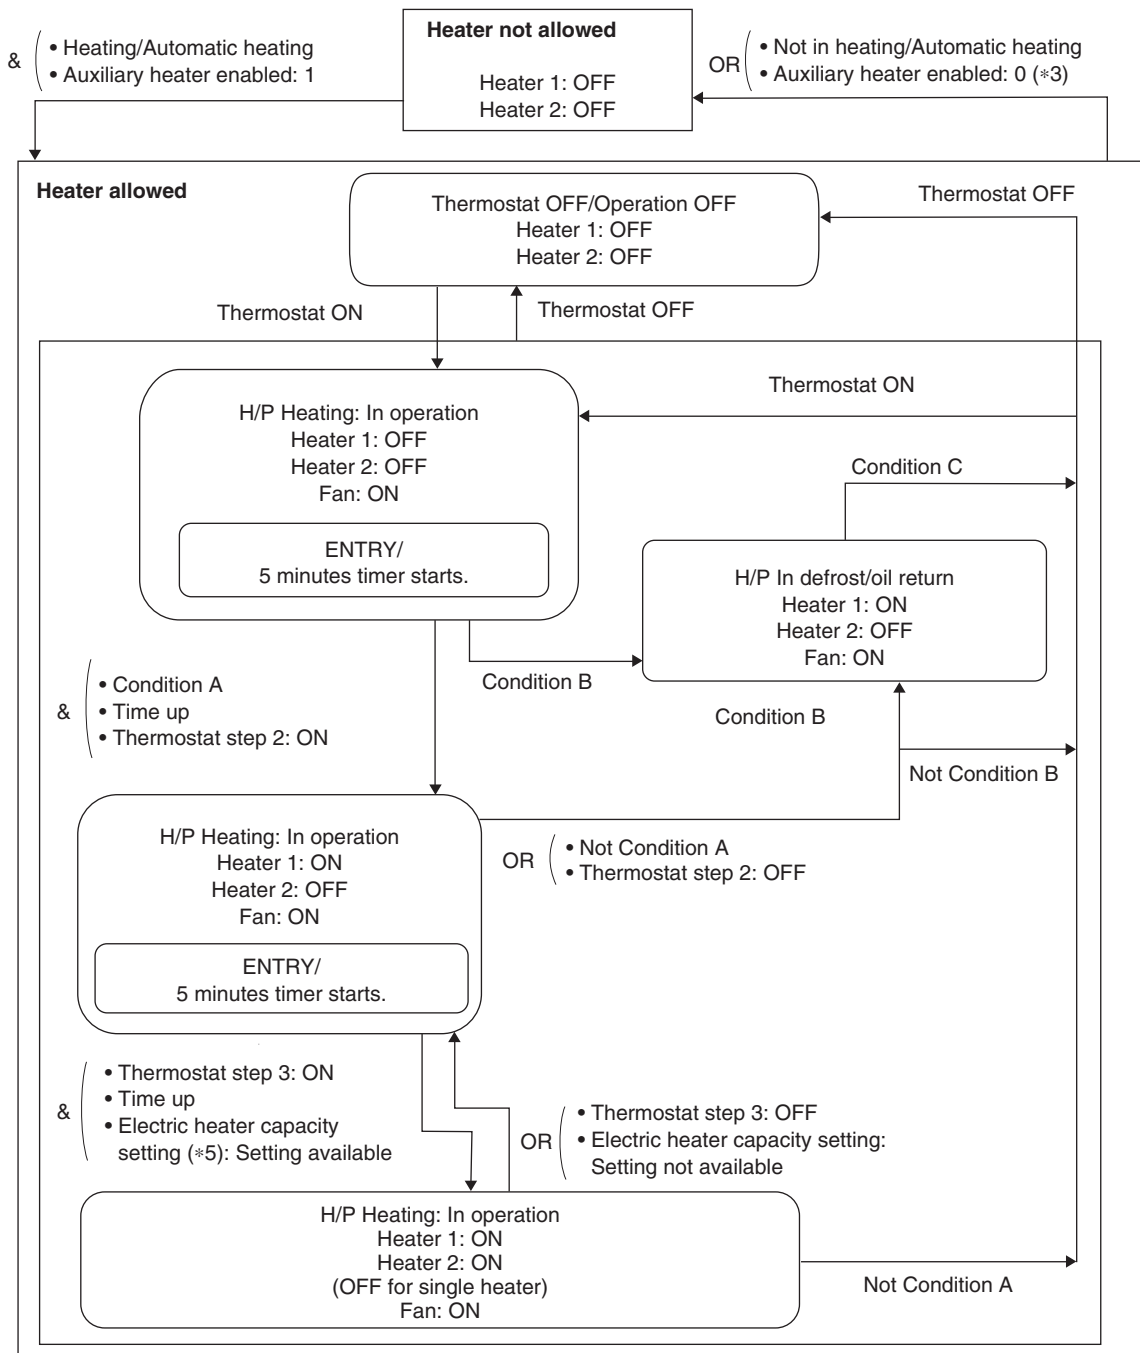 Heater not allowed
Heater 1: OFF
Heater 2: OFF
&
• Heating/Automatic heating
• Auxiliary heater enabled: 1
OR
• Not in heating/Automatic heating
• Auxiliary heater enabled: 0 (*3)
Heater allowed
Thermostat OFF/Operation OFF
Heater 1: OFF
Heater 2: OFF
Thermostat OFF
Thermostat ON
Thermostat OFF
H/P Heating: In operation
Heater 1: OFF
Heater 2: OFF
Fan: ON
ENTRY/
5 minutes timer starts.
Thermostat ON
Condition C
H/P In defrost/oil return
Heater 1: ON
Heater 2: OFF
Fan: ON
Condition B
&
• Condition A
• Time up
• Thermostat step 2: ON
Condition B
Not Condition B
H/P Heating: In operation
Heater 1: ON
Heater 2: OFF
Fan: ON
ENTRY/
5 minutes timer starts.
OR
• Not Condition A
• Thermostat step 2: OFF
&
• Thermostat step 3: ON
• Time up
• Electric heater capacity
setting (*5): Setting available
OR
• Thermostat step 3: OFF
• Electric heater capacity setting:
Setting not available
H/P Heating: In operation
Heater 1: ON
Heater 2: ON
(OFF for single heater)
Fan: ON
Not Condition A